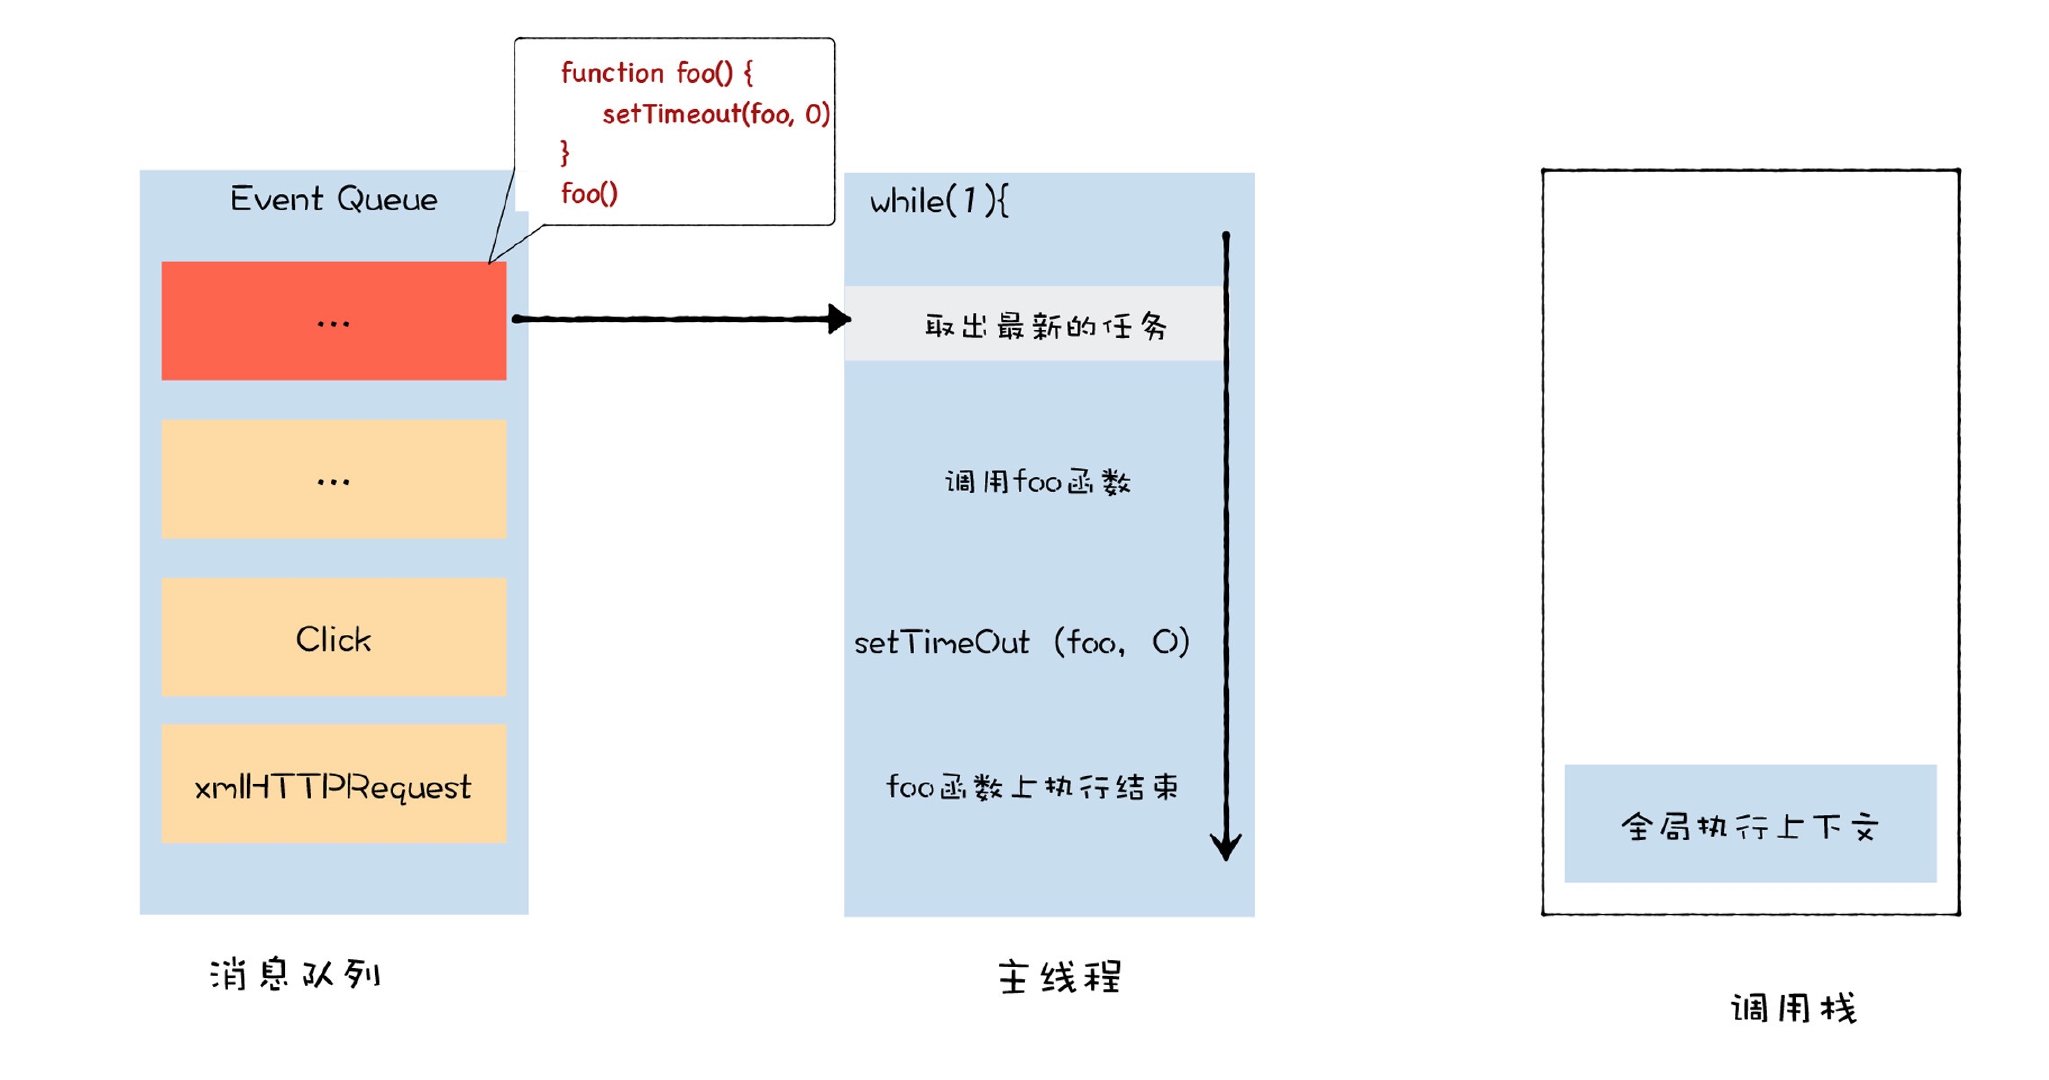 function foo() {
setTimeout(foo, 0)
}
foo()
Event Queue
...
...
Click
xmlHTTPRequest
消息队列
while(1){
取出最新的任务
调用foo函数
setTimeOut (foo, 0)
foo函数上执行结束
主线程
全局执行上下文
调用栈